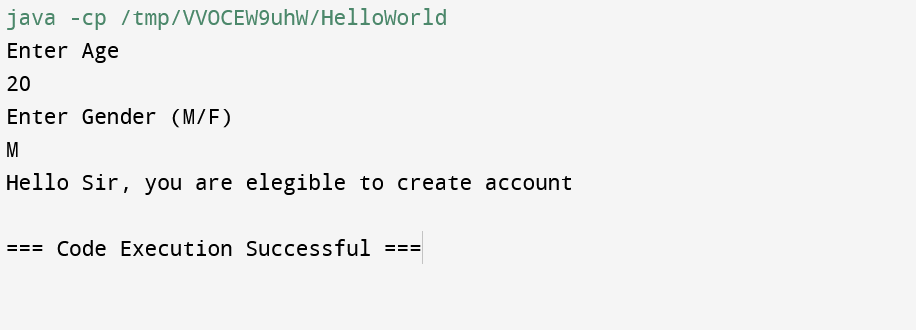 java -cp /tmp/VVOCEW9uhW/HelloWorld
Enter Age
20
Enter Gender (M/F)
M
Hello Sir, you are elegible to create account
=== Code Execution Successful ===